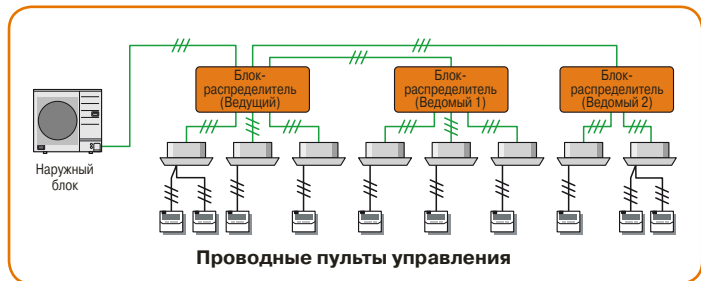 Блок-
распределитель
(Ведущий)
Блок-
распределитель
(Ведомый 1)
Блок-
распределитель
(Ведомый 2)
Наружный
блок
Проводные пульты управления